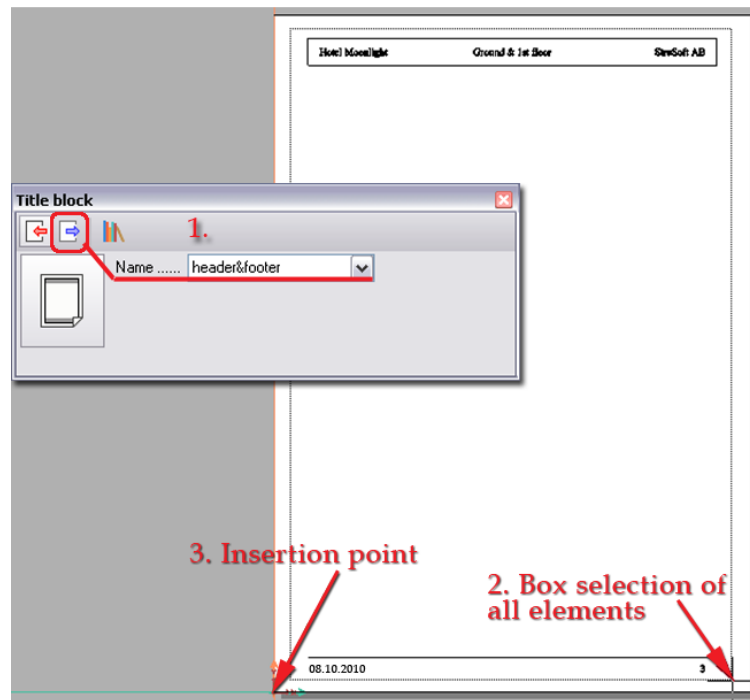 Hotel Moonlight Ground & 1st floor StruSoft AB
Title block
1.
Name ...... header&footer
3. Insertion point
2. Box selection of
all elements
08.10.2010 3